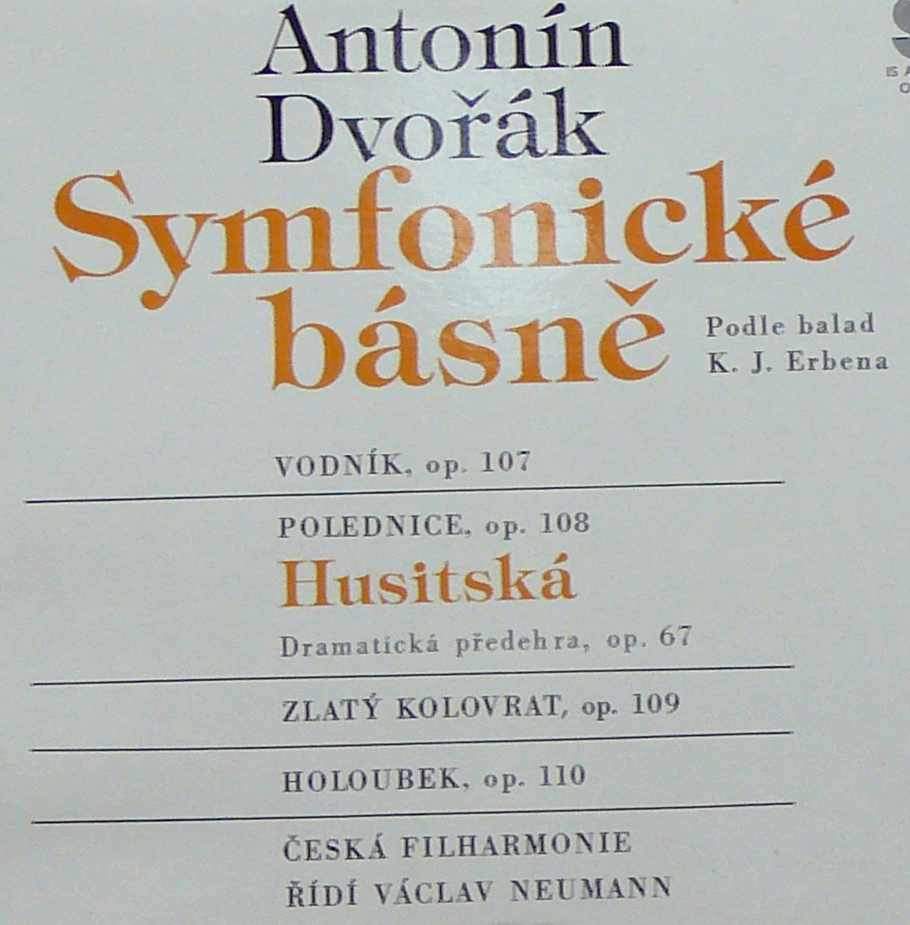 Antonín
Dvořák
Symfonické
básně
Podle balad
K. J. Erbena
VODNÍK, op. 107
POLEDNICE, op. 108
Husitská
Dramatická předehra, op. 67
ZLATÝ KOLOVRAT, op. 109
HOLOUBEK, op. 110
ČESKÁ FILHARMONIE
ŘÍDÍ VÁCLAV NEUMANN